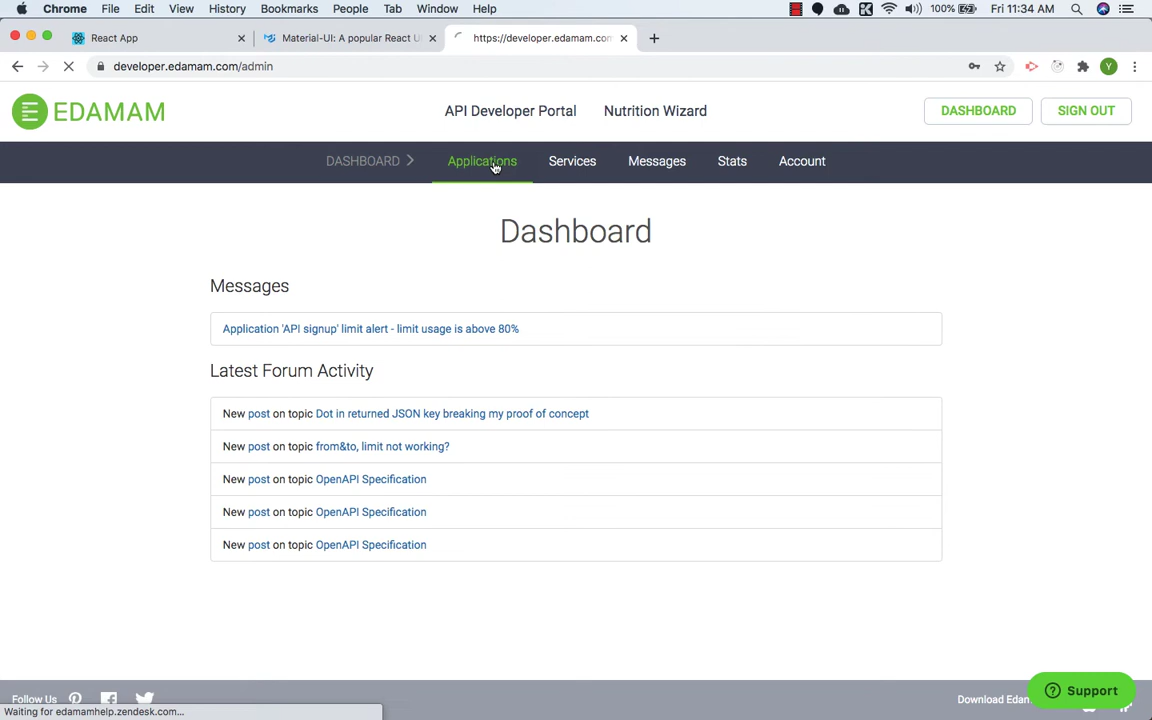 Chrome File Edit View History Bookmarks People Tab Window Help 100% Fri 11:34 AM
React App Material-UI: A popular React U https://developer.edamam.com
developer.edamam.com/admin Y
EDAMAM API Developer Portal Nutrition Wizard DASHBOARD SIGN OUT
DASHBOARD Applications Services Messages Stats Account
Dashboard
Messages
Application 'API signup' limit alert - limit usage is above 80%
Latest Forum Activity
New post on topic Dot in returned JSON key breaking my proof of concept
New post on topic from&to, limit not working?
New post on topic OpenAPI Specification
New post on topic OpenAPI Specification
New post on topic OpenAPI Specification
Support
Follow Us Download Edam
Waiting for edamamhelp.zendesk.com...